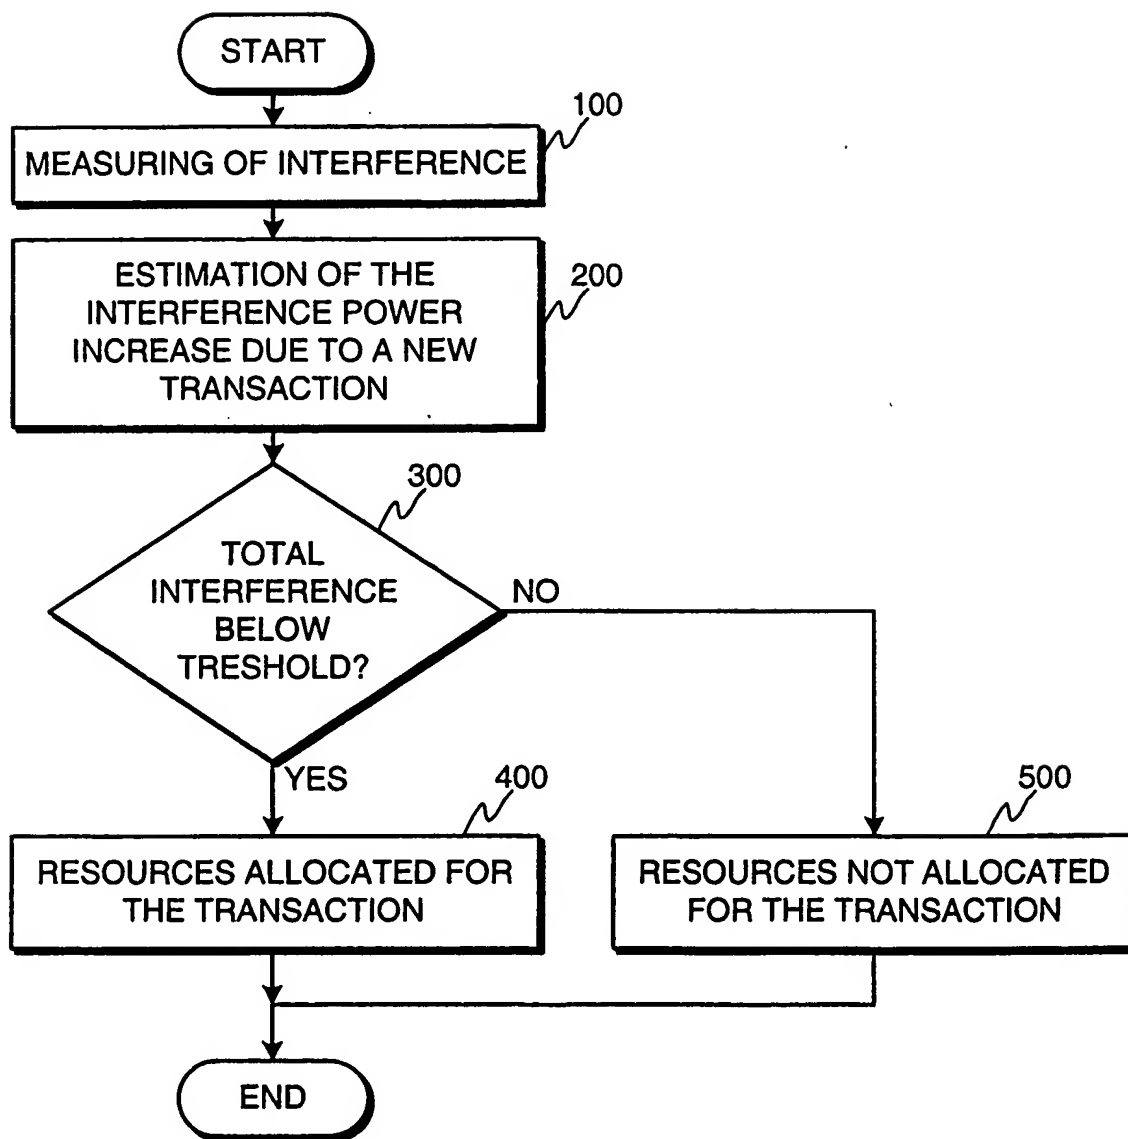 START
100
MEASURING OF INTERFERENCE
200
ESTIMATION OF THE
INTERFERENCE POWER
INCREASE DUE TO A NEW
TRANSACTION
300
TOTAL
INTERFERENCE
BELOW
TRESHOLD?
NO
YES
400
RESOURCES ALLOCATED FOR
THE TRANSACTION
500
RESOURCES NOT ALLOCATED
FOR THE TRANSACTION
END